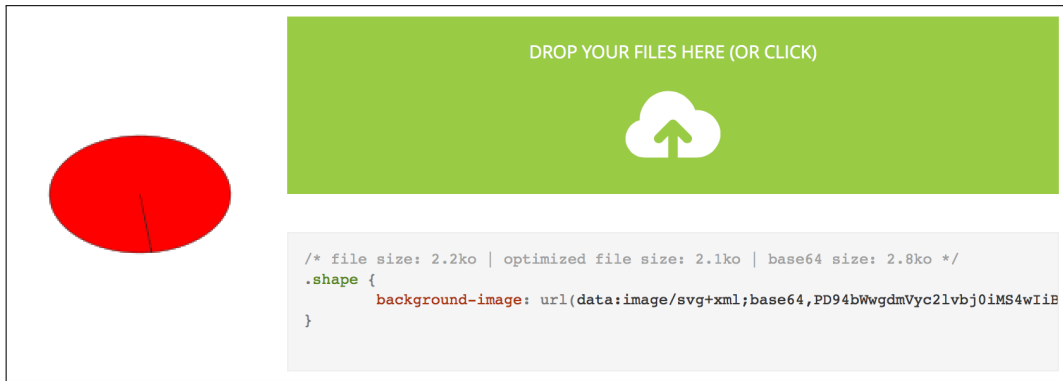 DROP YOUR FILES HERE (OR CLICK)
/* file size: 2.2ko | optimized file size: 2.1ko | base64 size: 2.8ko */
.shape {
background-image: url(data:image/svg+xml;base64,PD94bWwgdmVyc2lvbj0iMS4wIiB
}